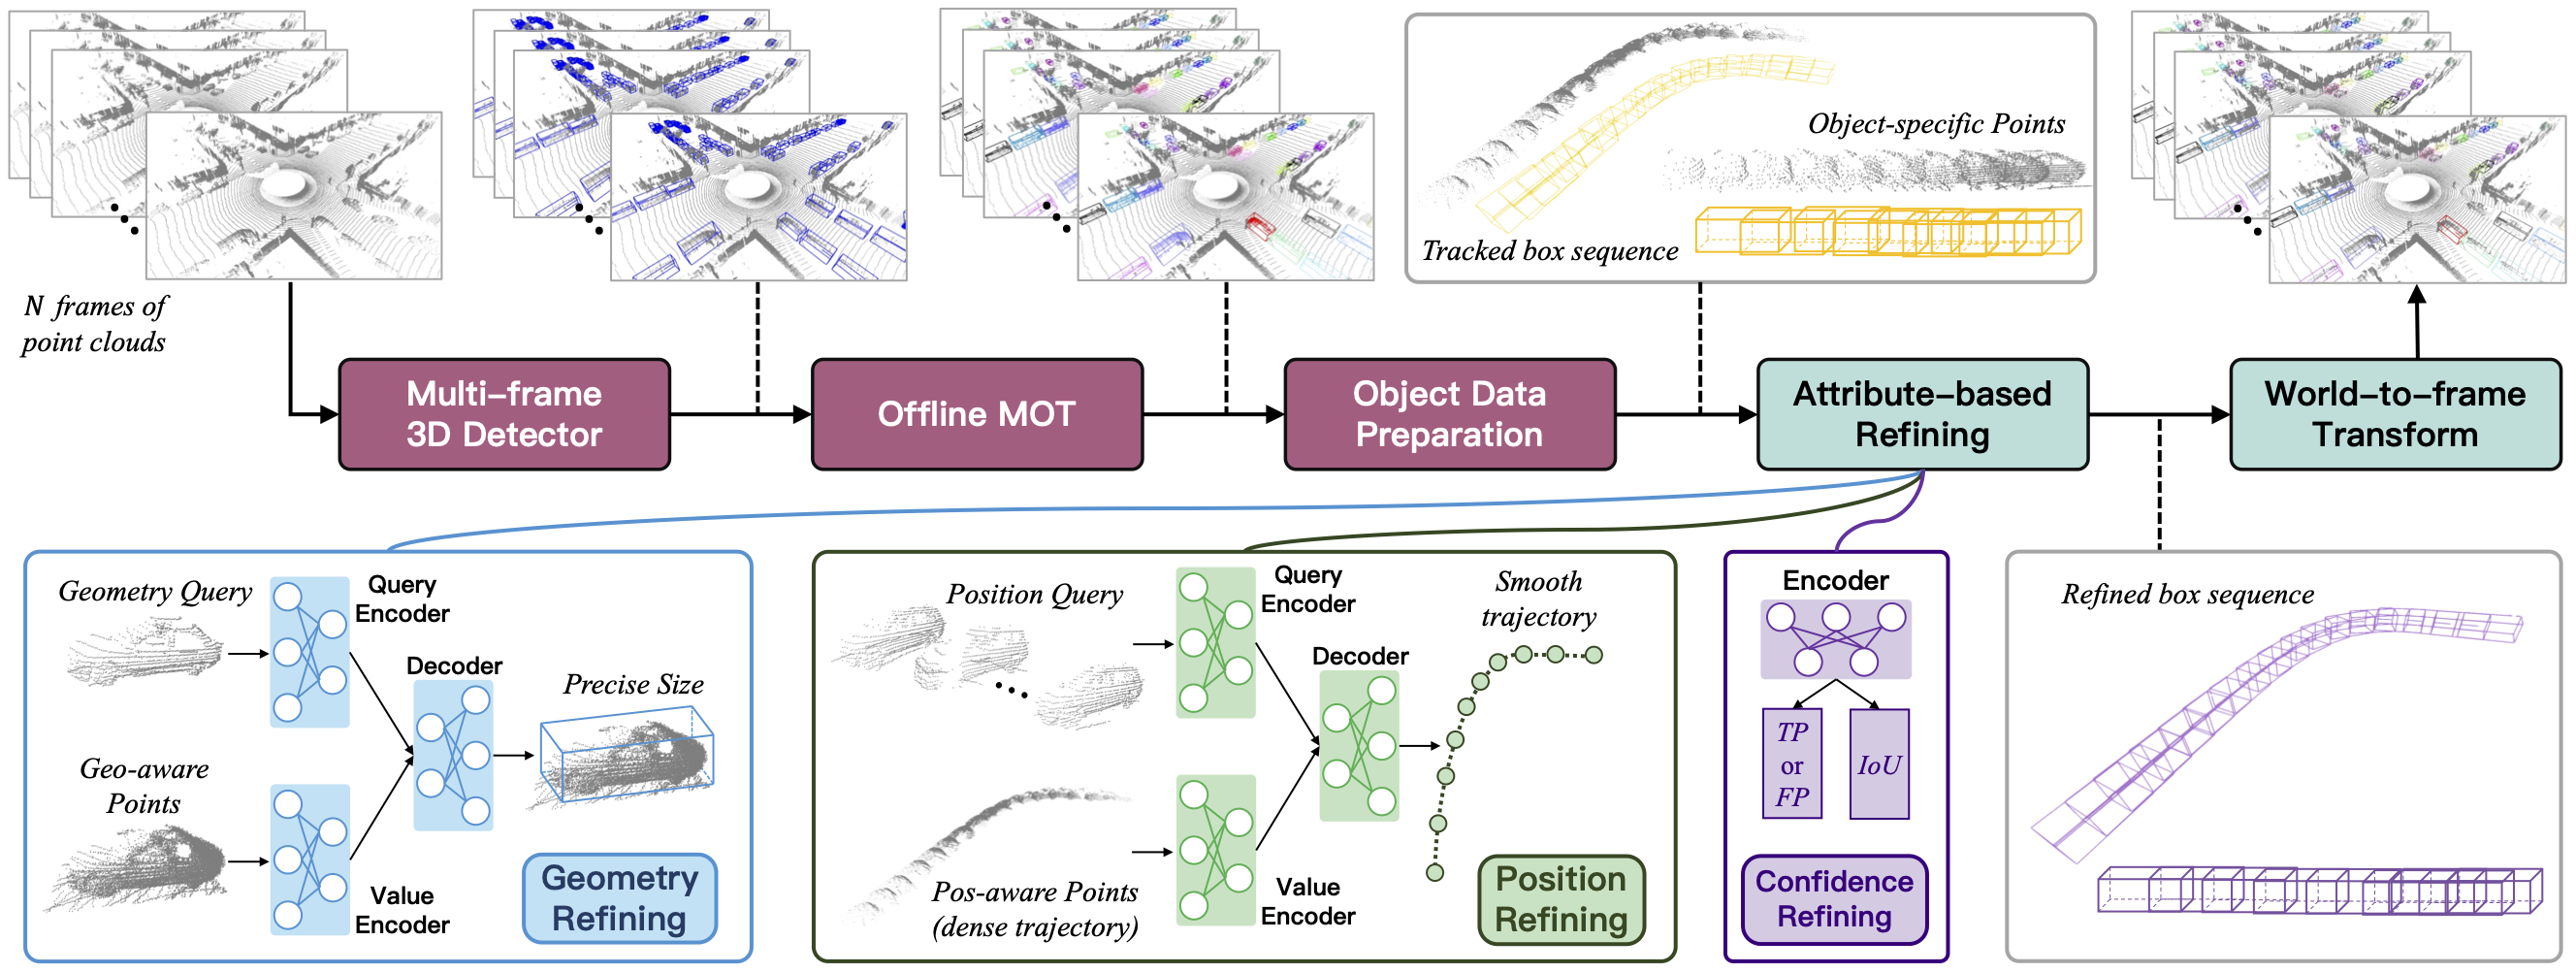 Object-specific Points
Tracked box sequence
N frames of
point clouds
Multi-frame
3D Detector
Offline MOT
Object Data
Preparation
Attribute-based
Refining
World-to-frame
Transform
Geometry Query
Query
Encoder
Decoder
Precise Size
Geo-aware
Points
Value
Encoder
Geometry
Refining
Position Query
Query
Encoder
Decoder
Smooth
trajectory
Pos-aware Points
(dense trajectory)
Value
Encoder
Position
Refining
Encoder
TP
or
FP
IoU
Confidence
Refining
Refined box sequence